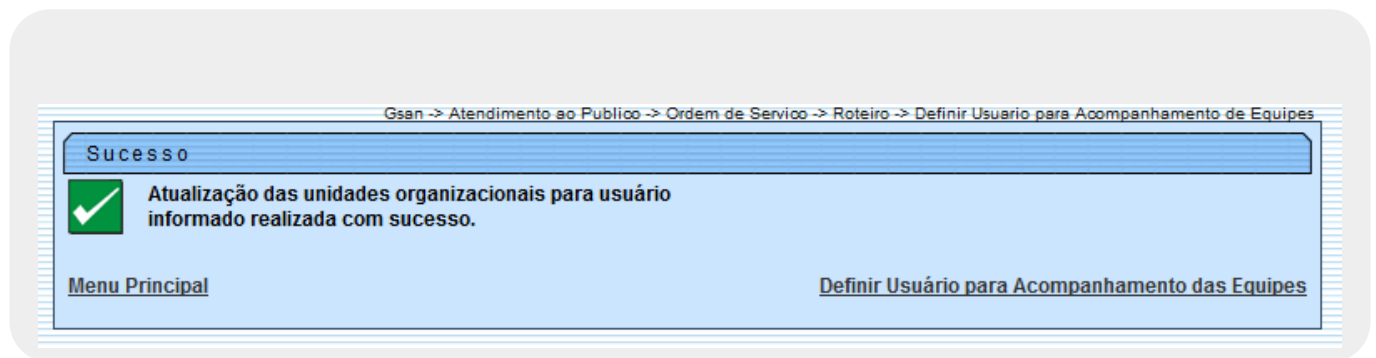 Gsan -> Atendimento ao Publico -> Ordem de Servico -> Roteiro -> Definir Usuario para Acompanhamento de Equipes
Sucesso
Atualização das unidades organizacionais para usuário
informado realizada com sucesso.
Menu Principal
Definir Usuário para Acompanhamento das Equipes